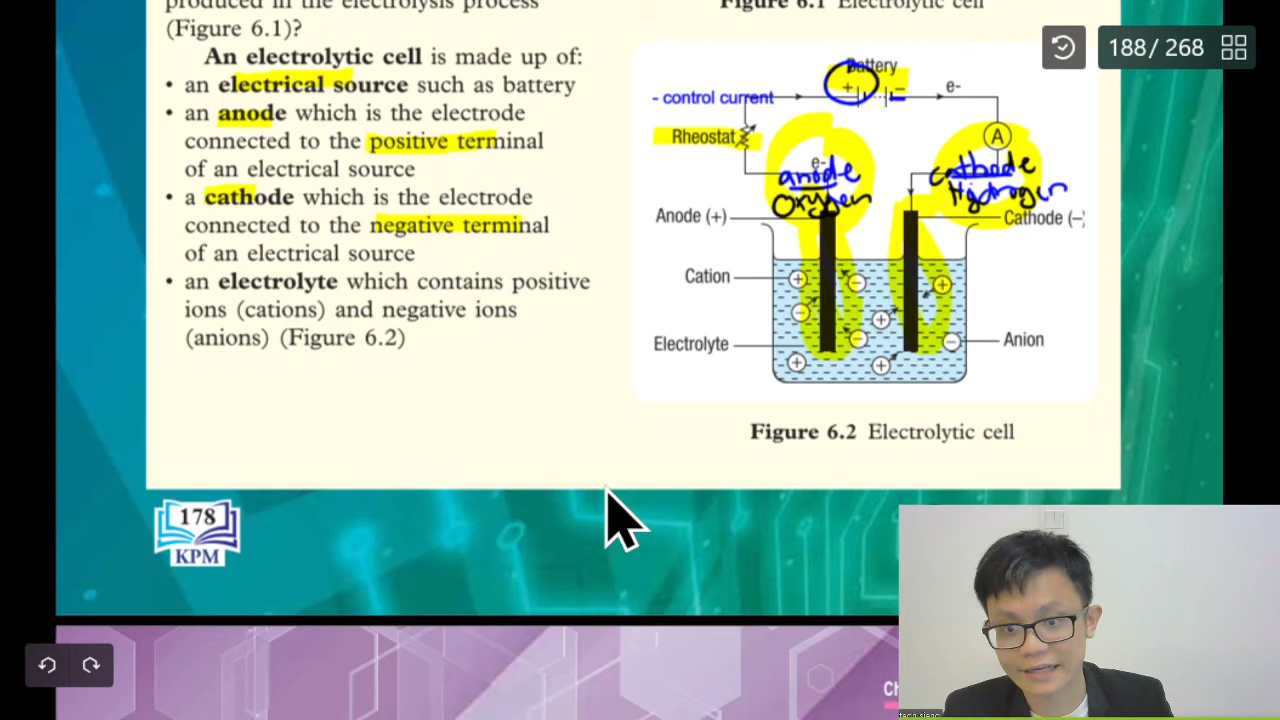 produced in the electrolysis process
(Figure 6.1)?
An electrolytic cell is made up of:
• an electrical source such as battery
• an anode which is the electrode
connected to the positive terminal
of an electrical source
• a cathode which is the electrode
connected to the negative terminal
of an electrical source
• an electrolyte which contains positive
ions (cations) and negative ions
(anions) (Figure 6.2)
Figure 6.1 Electrolytic cell
188 / 268
Battery
+ −
- control current
e-
Rheostat
A
e-
anode
cathode
Oxygen
Hydrogen
Anode (+)
Cathode (–)
Cation
Electrolyte
Anion
Figure 6.2 Electrolytic cell
178
KPM